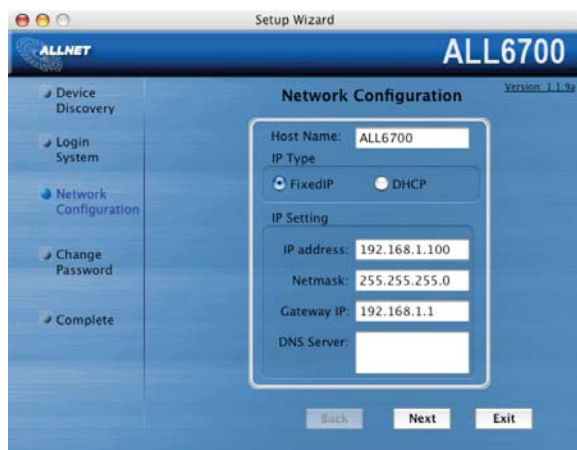 Setup Wizard
ALLNET
ALL6700
Version: 1.1.9a
Device
Discovery
Login
System
Network
Configuration
Change
Password
Complete
Network Configuration
Host Name: ALL6700
IP Type
FixedIP DHCP
IP Setting
IP address: 192.168.1.100
Netmask: 255.255.255.0
Gateway IP: 192.168.1.1
DNS Server:
Back Next Exit